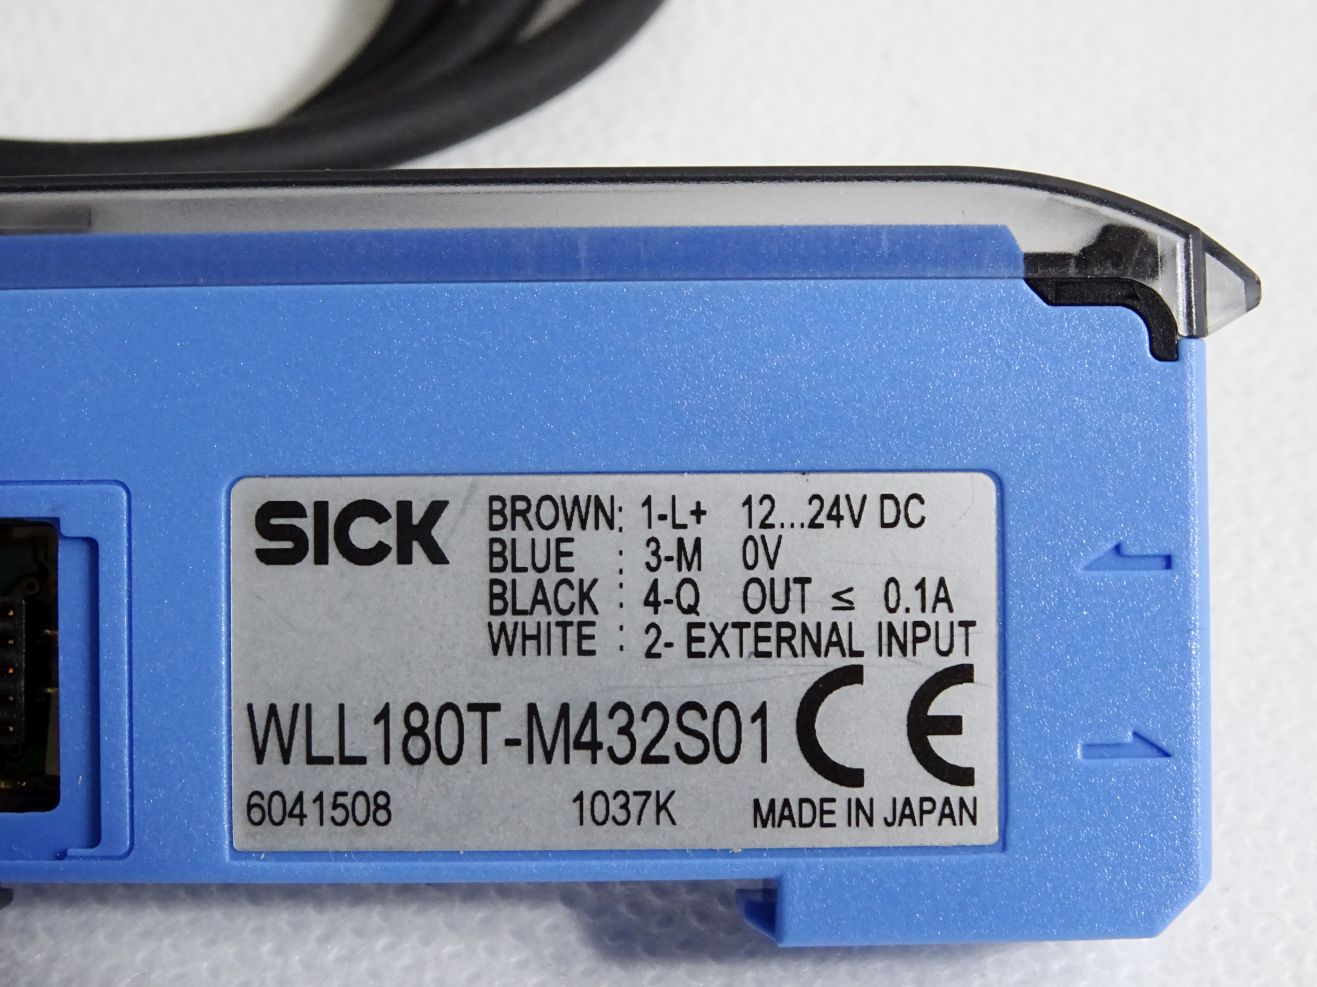 SICK
BROWN: 1-L+ 12...24V DC
BLUE : 3-M 0V
BLACK : 4-Q OUT ≤ 0.1A
WHITE : 2- EXTERNAL INPUT
WLL180T-M432S01 CE
6041508 1037K MADE IN JAPAN